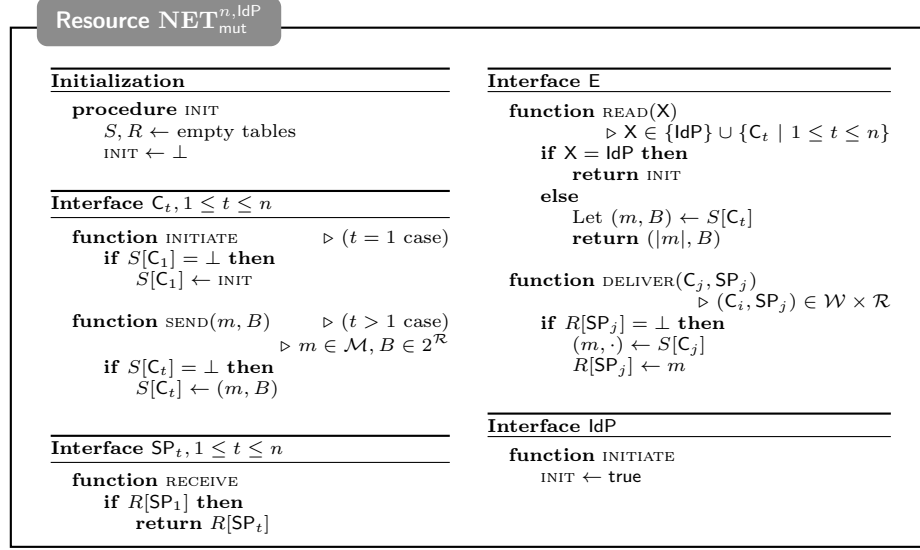 Resource NET^{n,IdP}_{mut}
Initialization
procedure INIT
S, R ← empty tables
INIT ← ⊥
Interface C_t, 1 ≤ t ≤ n
function INITIATE ▷ (t = 1 case)
if S[C_1] = ⊥ then
S[C_1] ← INIT
function SEND(m, B) ▷ (t > 1 case)
▷ m ∈ M, B ∈ 2^R
if S[C_t] = ⊥ then
S[C_t] ← (m, B)
Interface SP_t, 1 ≤ t ≤ n
function RECEIVE
if R[SP_1] then
return R[SP_t]
Interface E
function READ(X)
▷ X ∈ {IdP} ∪ {C_t | 1 ≤ t ≤ n}
if X = IdP then
return INIT
else
Let (m, B) ← S[C_t]
return (|m|, B)
function DELIVER(C_j, SP_j)
▷ (C_i, SP_j) ∈ W × R
if R[SP_j] = ⊥ then
(m, ·) ← S[C_j]
R[SP_j] ← m
Interface IdP
function INITIATE
INIT ← true